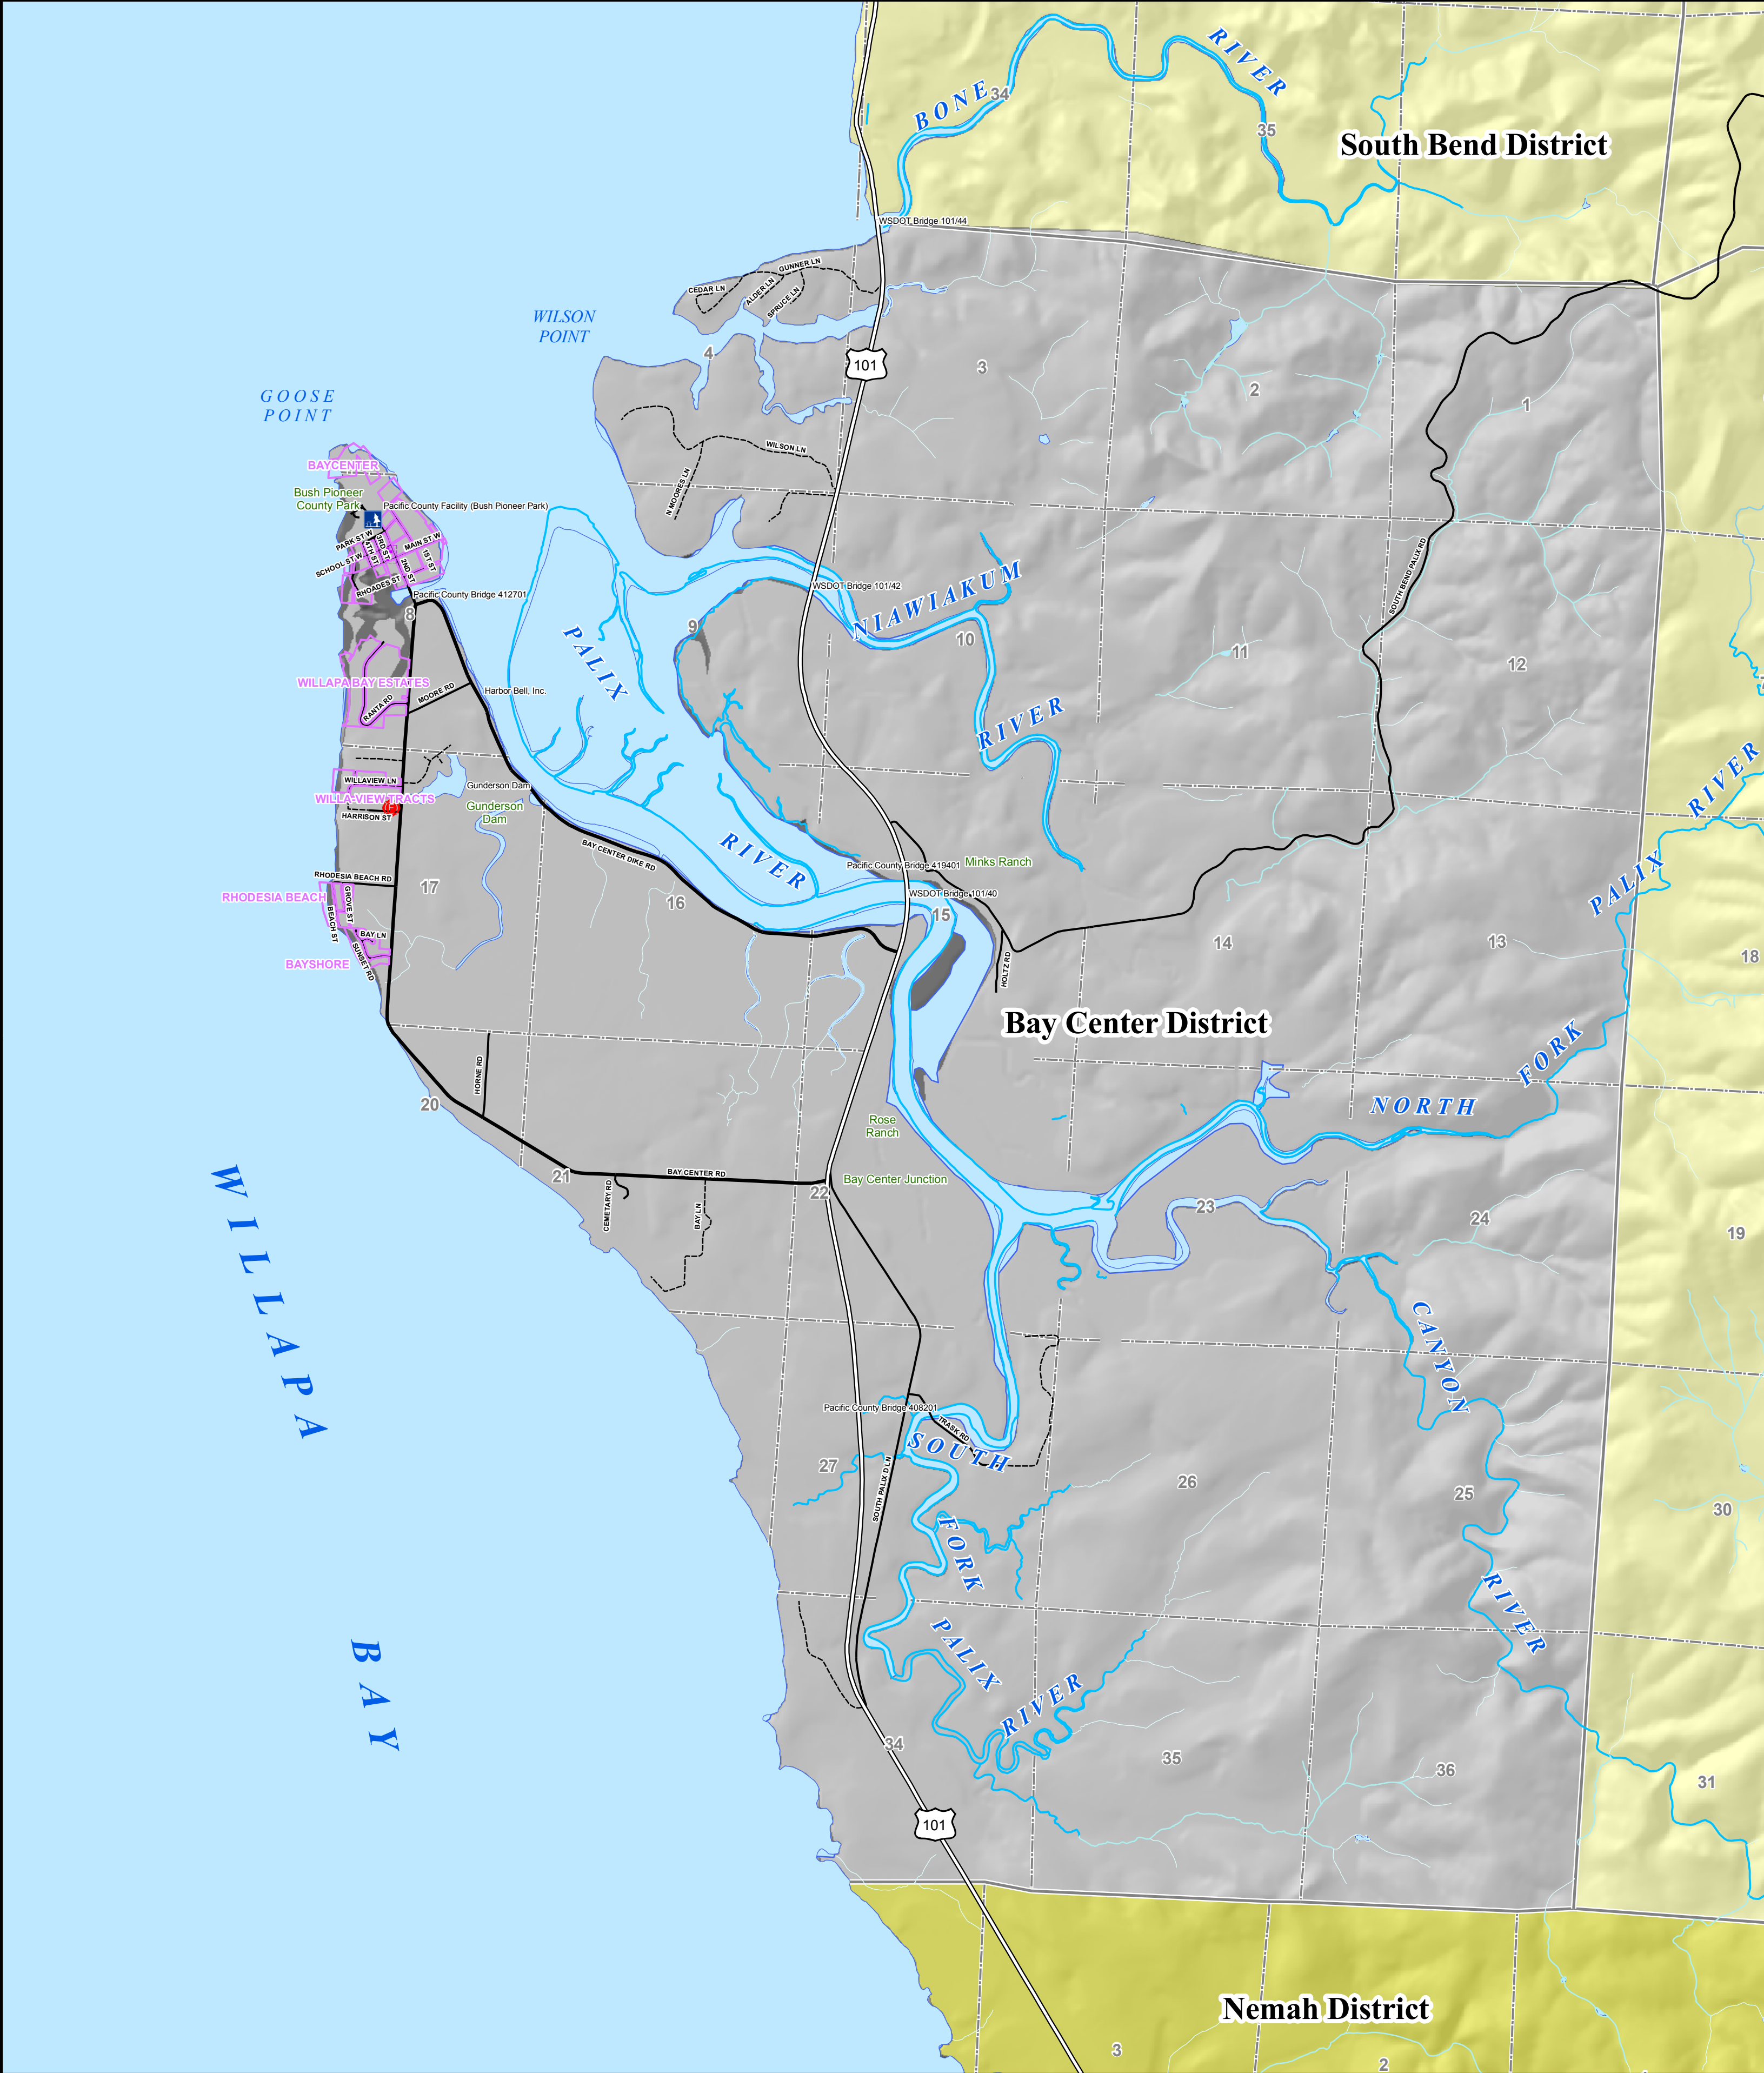 BONE
RIVER
34
35
South Bend District
WSDOT Bridge 101/44
GUNNER LN
CEDAR LN
ALDER LN
SPRUCE LN
WILSON
POINT
4
101
3
2
1
GOOSE
POINT
WILSON LN
N MOORES LN
BAYCENTER
Bush Pioneer
County Park
Pacific County Facility (Bush Pioneer Park)
PARK ST W
3RD ST
4TH ST
MAIN ST W
SCHOOL ST W
2ND ST
1ST ST
RHOADES ST
Pacific County Bridge 412701
8
WSDOT Bridge 101/42
NIAWIAKUM
RIVER
SOUTH BEND PALIX RD
9
10
11
12
PALIX
RIVER
WILLAPA BAY ESTATES
RANTA RD
MOORE RD
Harbor Bell, Inc.
WILLAVIEW LN
WILLA-VIEW TRACTS
HARRISON ST
Gunderson Dam
Gunderson
Dam
BAY CENTER DIKE RD
Pacific County Bridge 419401
Minks Ranch
WSDOT Bridge 101/40
RHODESIA BEACH RD
RHODESIA BEACH
GROVE ST
BEACH ST
BAY LN
SUNSET RD
BAYSHORE
17
16
15
14
13
18
HOLTZ RD
Bay Center District
NORTH
FORK
PALIX
RIVER
HORNE RD
20
Rose
Ranch
Bay Center Junction
21
BAY CENTER RD
22
CEMETARY RD
BAY LN
23
24
19
CANYON
RIVER
WILLAPA
BAY
Pacific County Bridge 408201
TRASK RD
SOUTH
FORK
PALIX
RIVER
SOUTH PALIX D LN
27
26
25
30
34
35
36
31
101
Nemah District
3
2